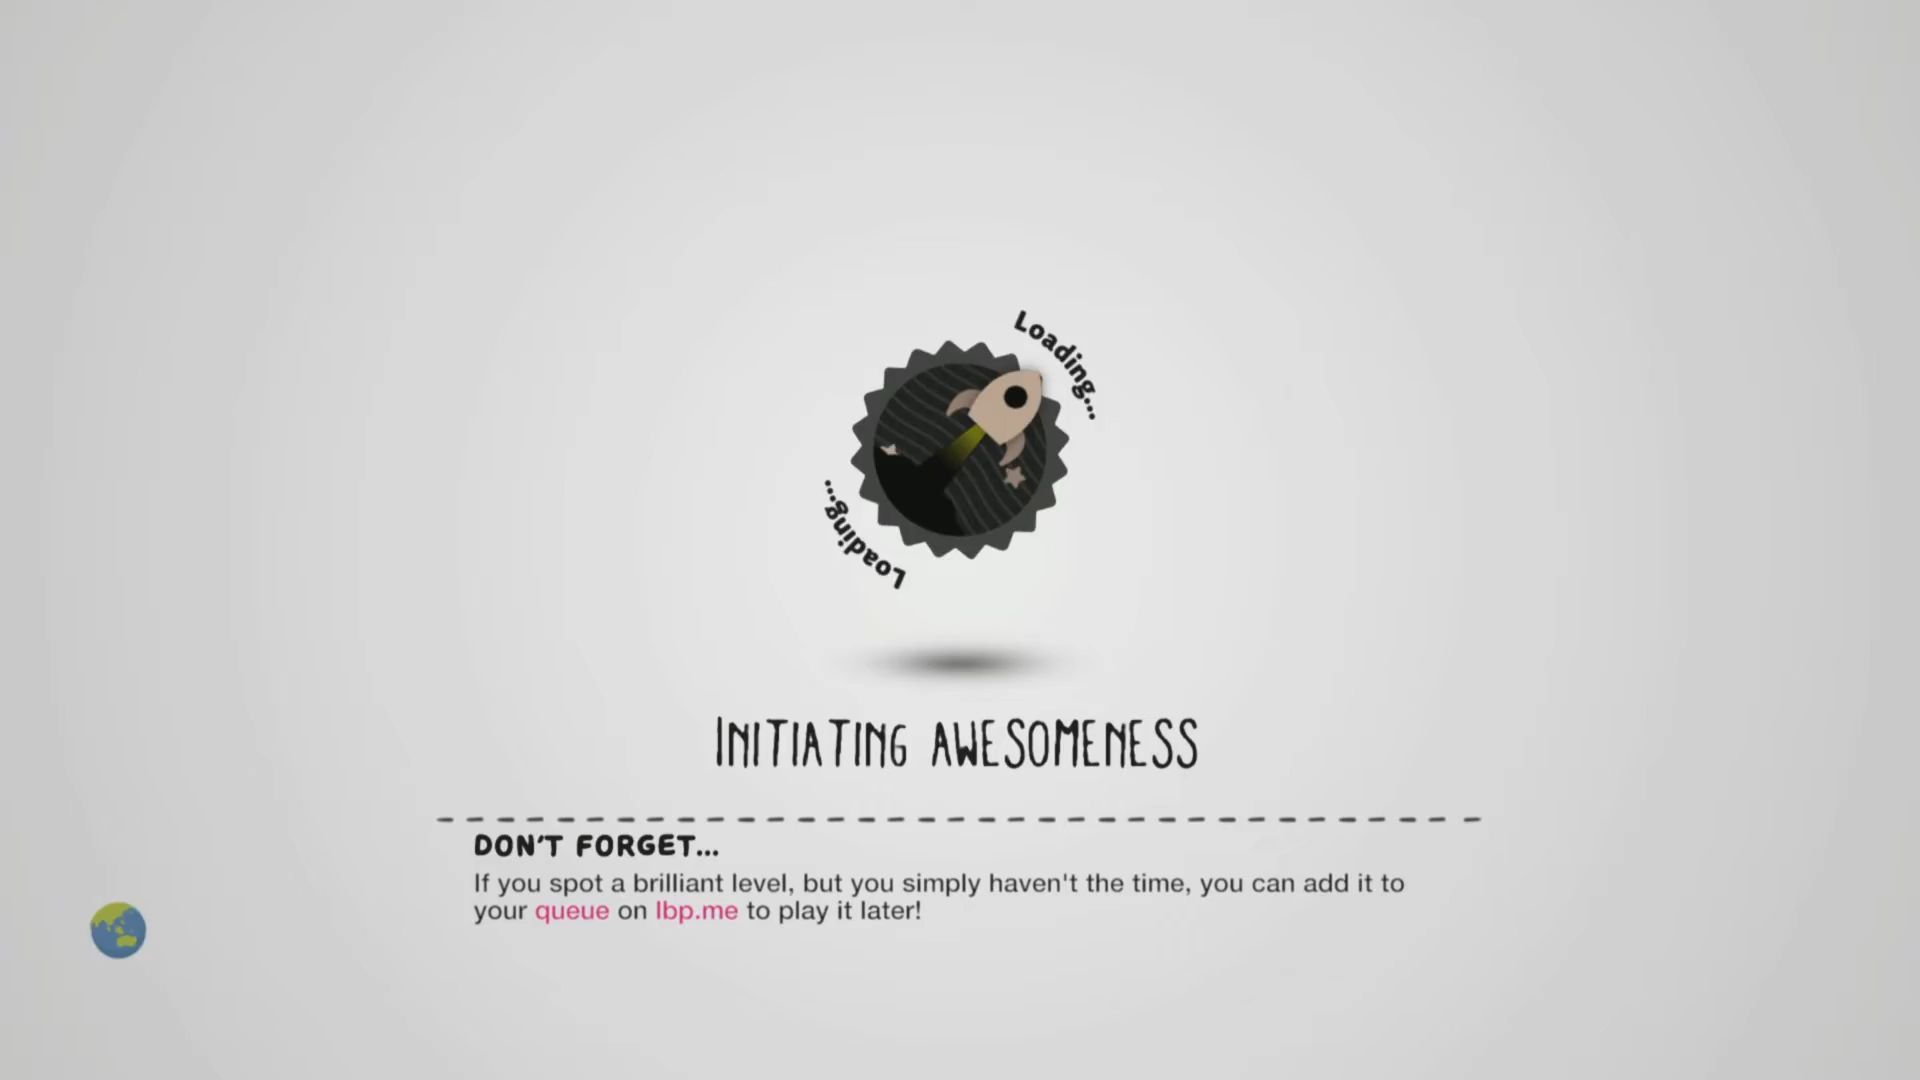 Loading...
Loading...
INITIATING AWESOMENESS
DON'T FORGET...
If you spot a brilliant level, but you simply haven't the time, you can add it to
your queue on lbp.me to play it later!